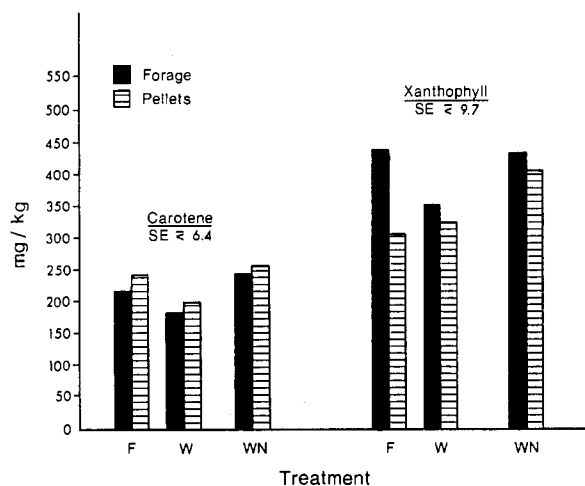 550
500
450
400
350
300
250
200
150
100
50
0
mg / kg
Forage
Pellets
Carotene
SE ≷ 6.4
Xanthophyll
SE ≷ 9.7
F W WN F W WN
Treatment